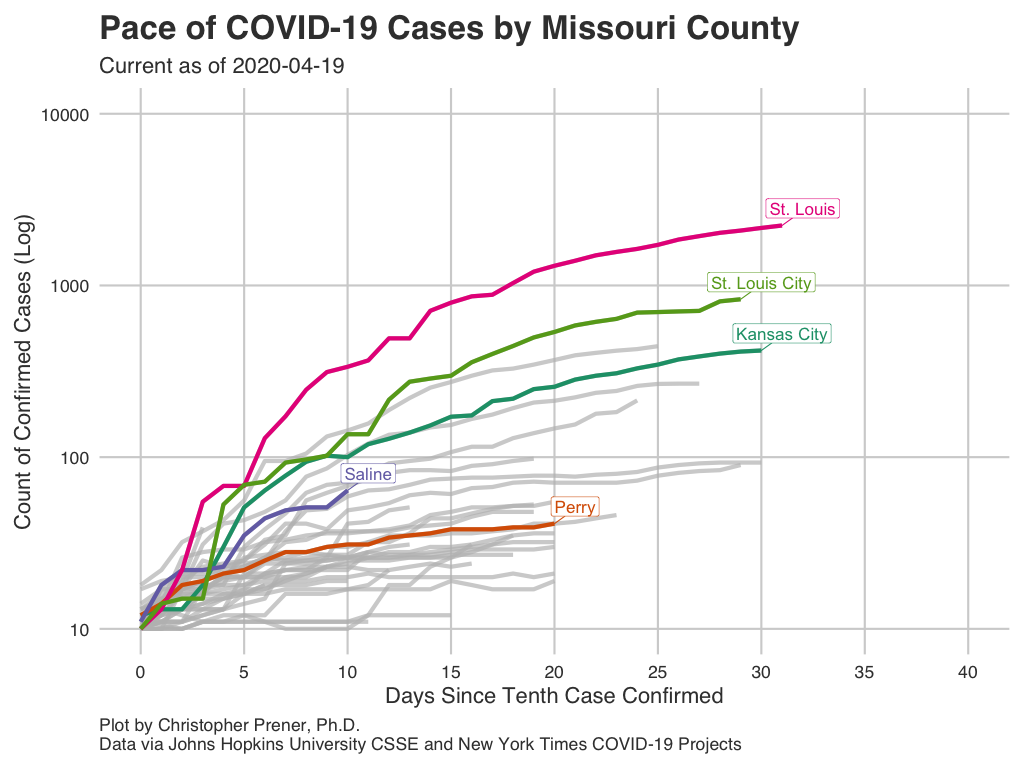 Pace of COVID-19 Cases by Missouri County
Current as of 2020-04-19
Count of Confirmed Cases (Log)
10000
1000
100
10
St. Louis
St. Louis City
Kansas City
Saline
Perry
0 5 10 15 20 25 30 35 40
Days Since Tenth Case Confirmed
Plot by Christopher Prener, Ph.D.
Data via Johns Hopkins University CSSE and New York Times COVID-19 Projects